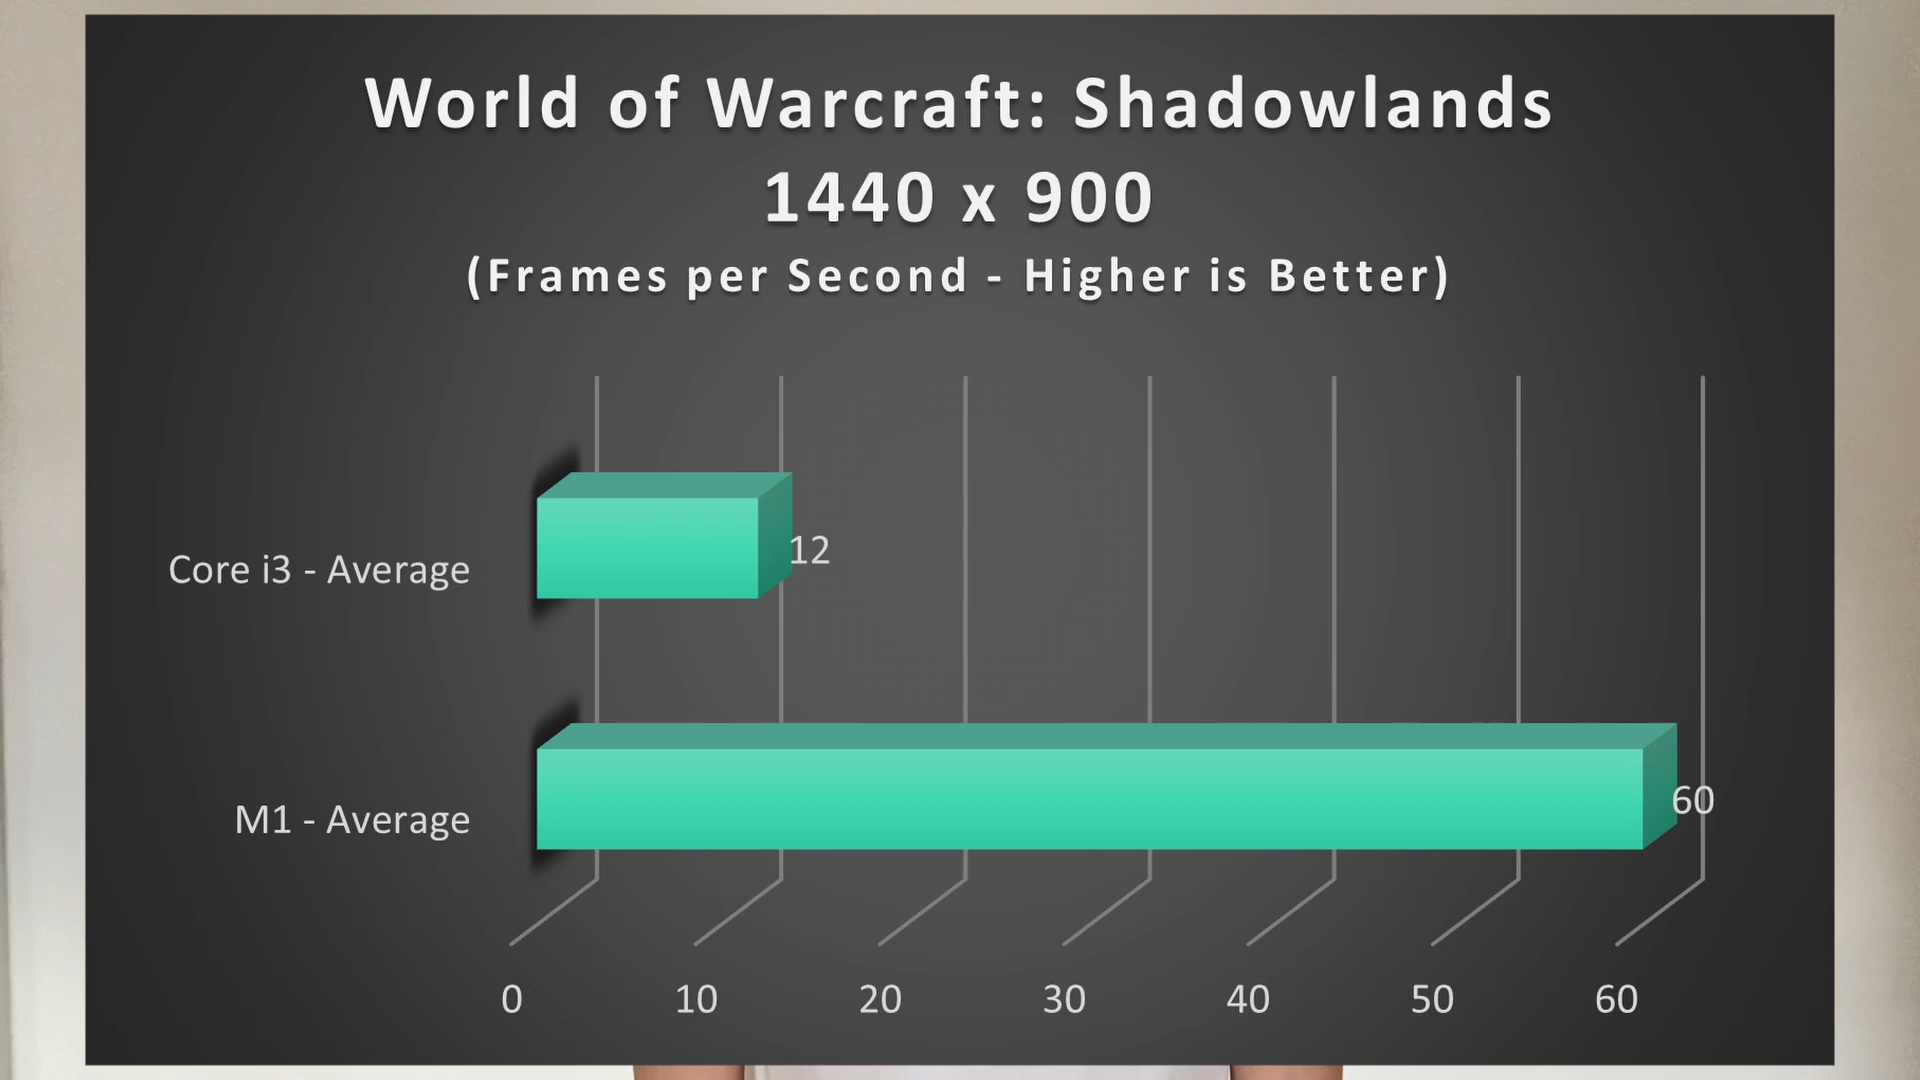 World of Warcraft: Shadowlands
1440 x 900
(Frames per Second - Higher is Better)
Core i3 - Average
12
M1 - Average
60
0 10 20 30 40 50 60